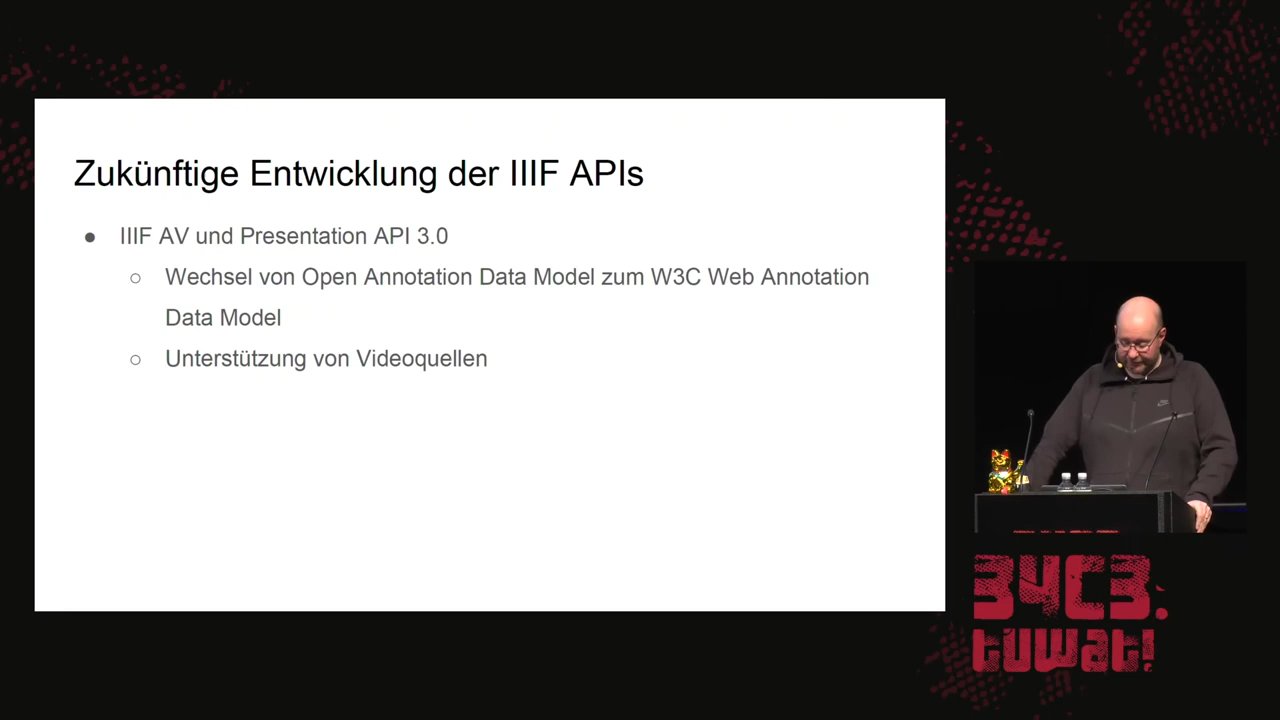 Zukünftige Entwicklung der IIIF APIs
● IIIF AV und Presentation API 3.0
○ Wechsel von Open Annotation Data Model zum W3C Web Annotation
Data Model
○ Unterstützung von Videoquellen
34C3.
tuwat!